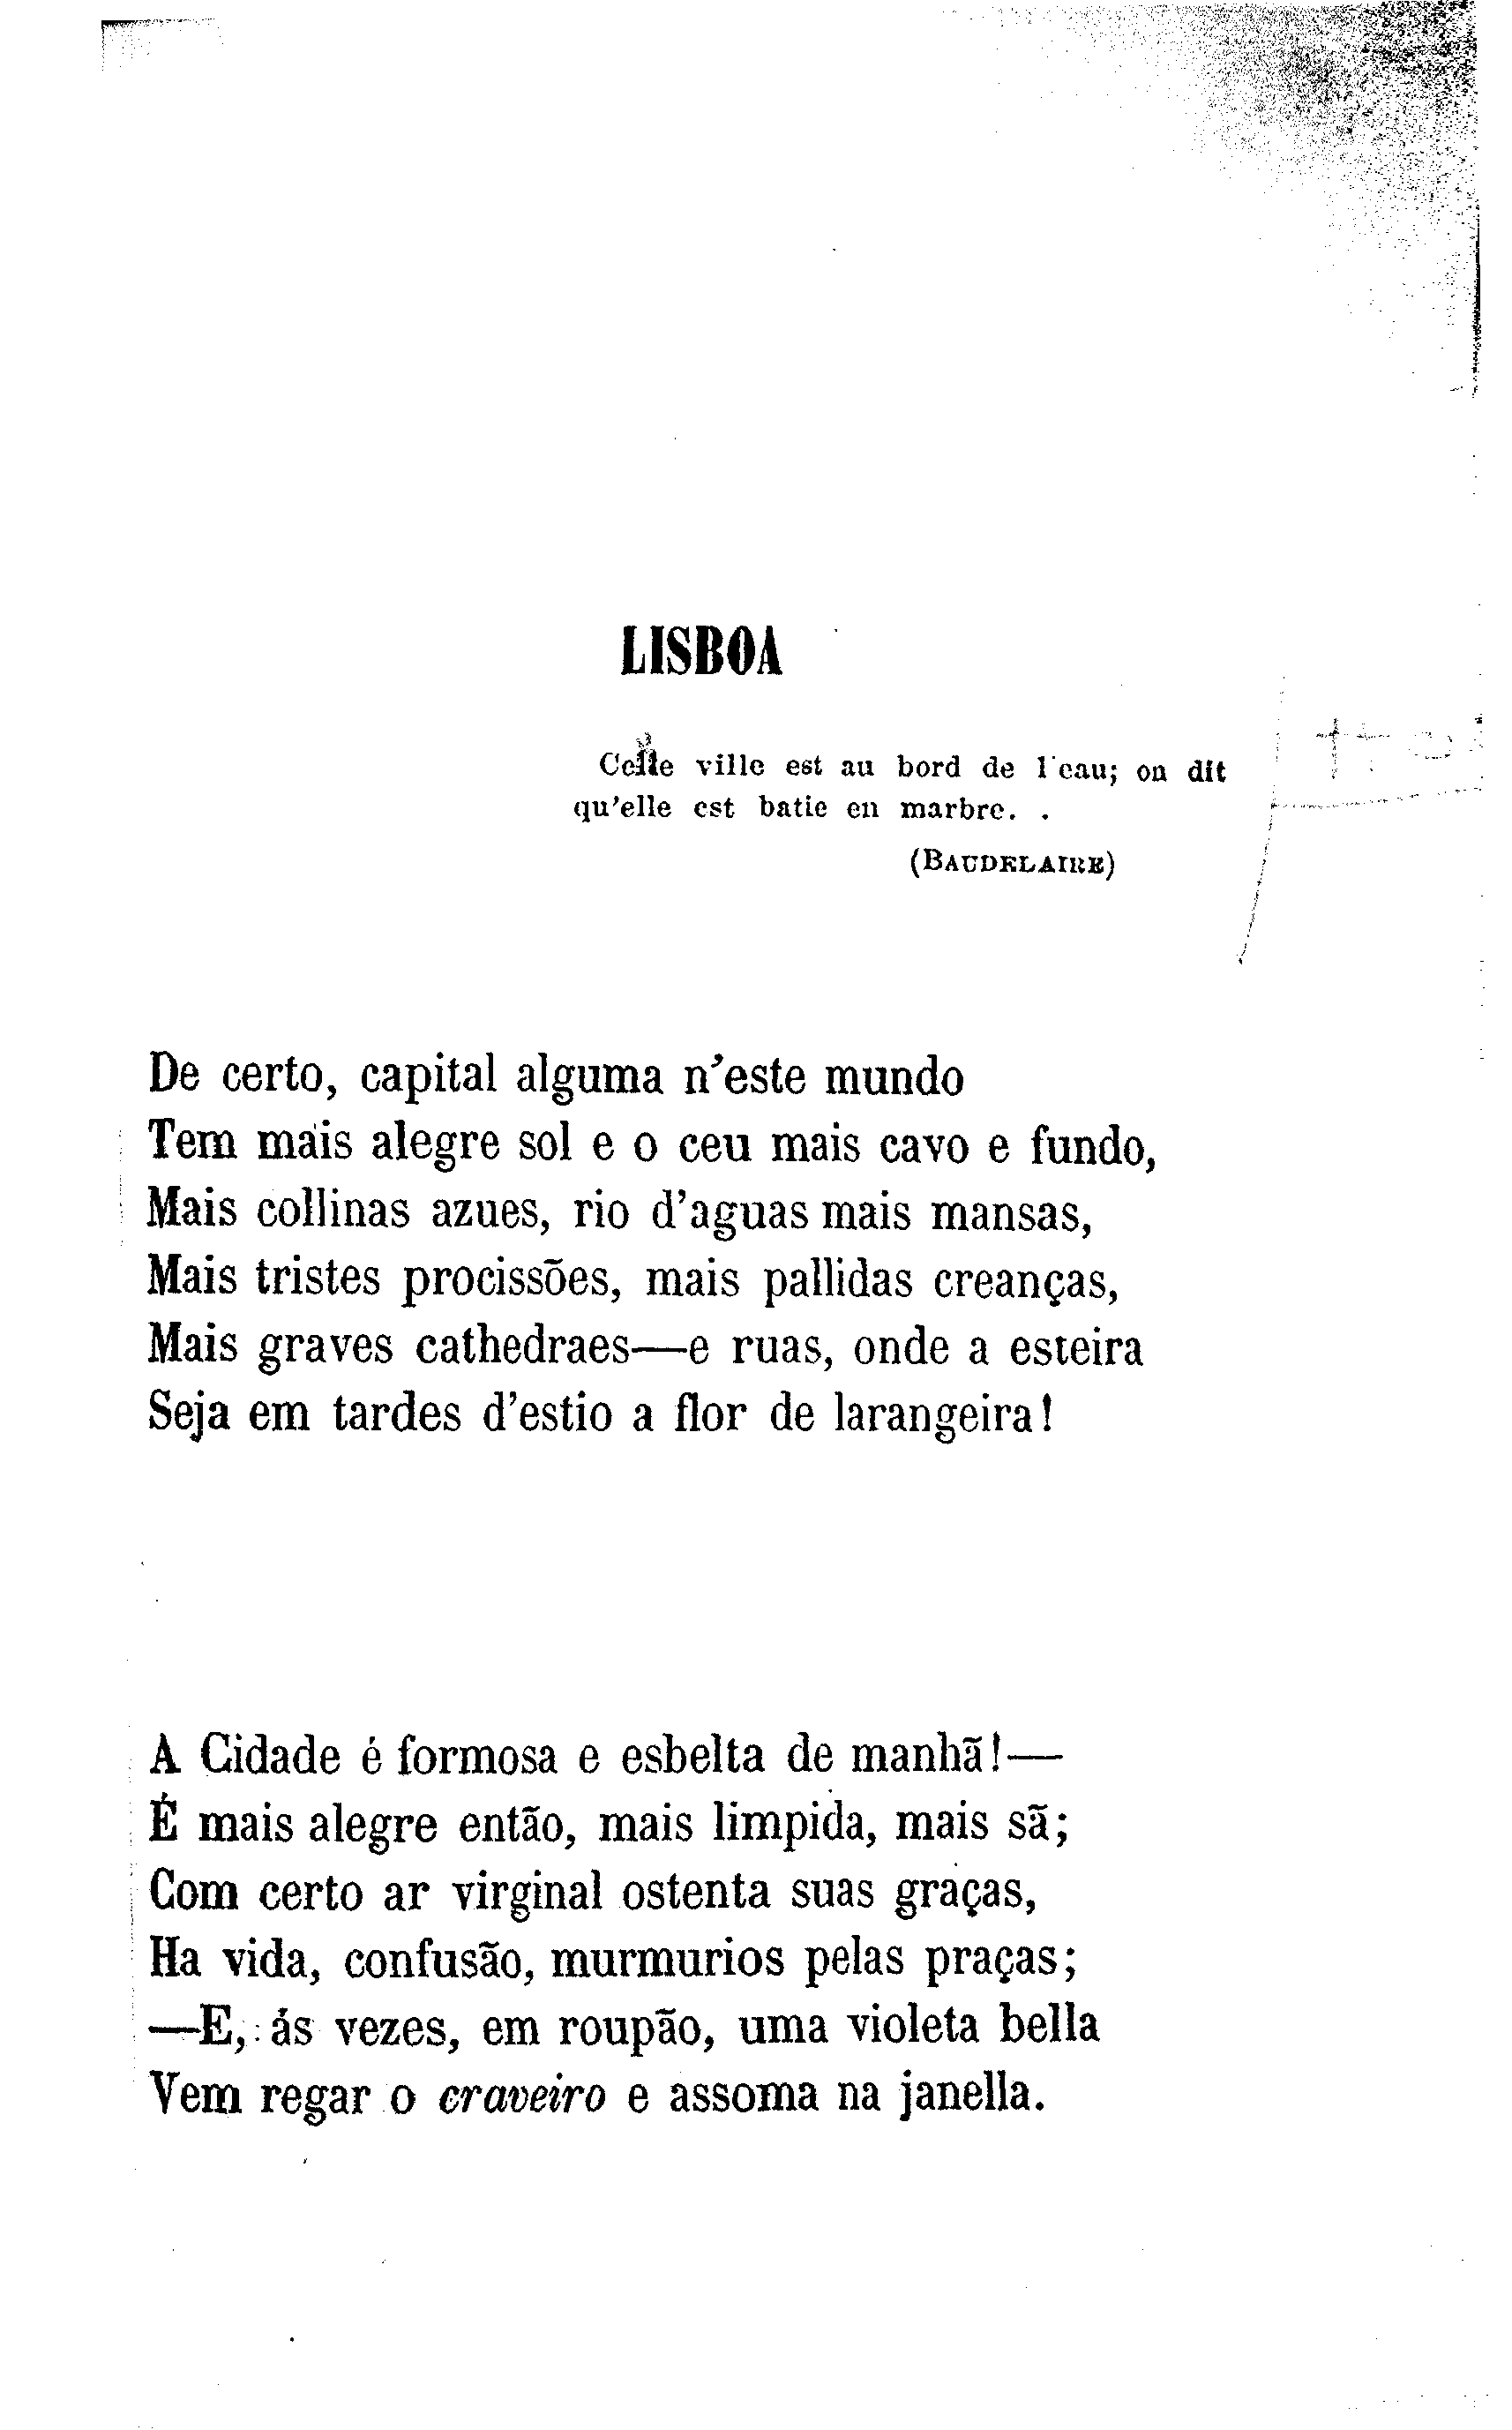 LISBOA
Cette ville est au bord de l'eau; on dit
qu'elle est batie en marbre. .
(BAUDELAIRE)
De certo, capital alguma n'este mundo
Tem mais alegre sol e o ceu mais cavo e fundo,
Mais collinas azues, rio d'aguas mais mansas,
Mais tristes procissões, mais pallidas creanças,
Mais graves cathedraes—e ruas, onde a esteira
Seja em tardes d'estio a flor de larangeira!
A Cidade é formosa e esbelta de manhã!—
É mais alegre então, mais limpida, mais sã;
Com certo ar virginal ostenta suas graças,
Ha vida, confusão, murmurios pelas praças;
—E, ás vezes, em roupão, uma violeta bella
Vem regar o craveiro e assoma na janella.